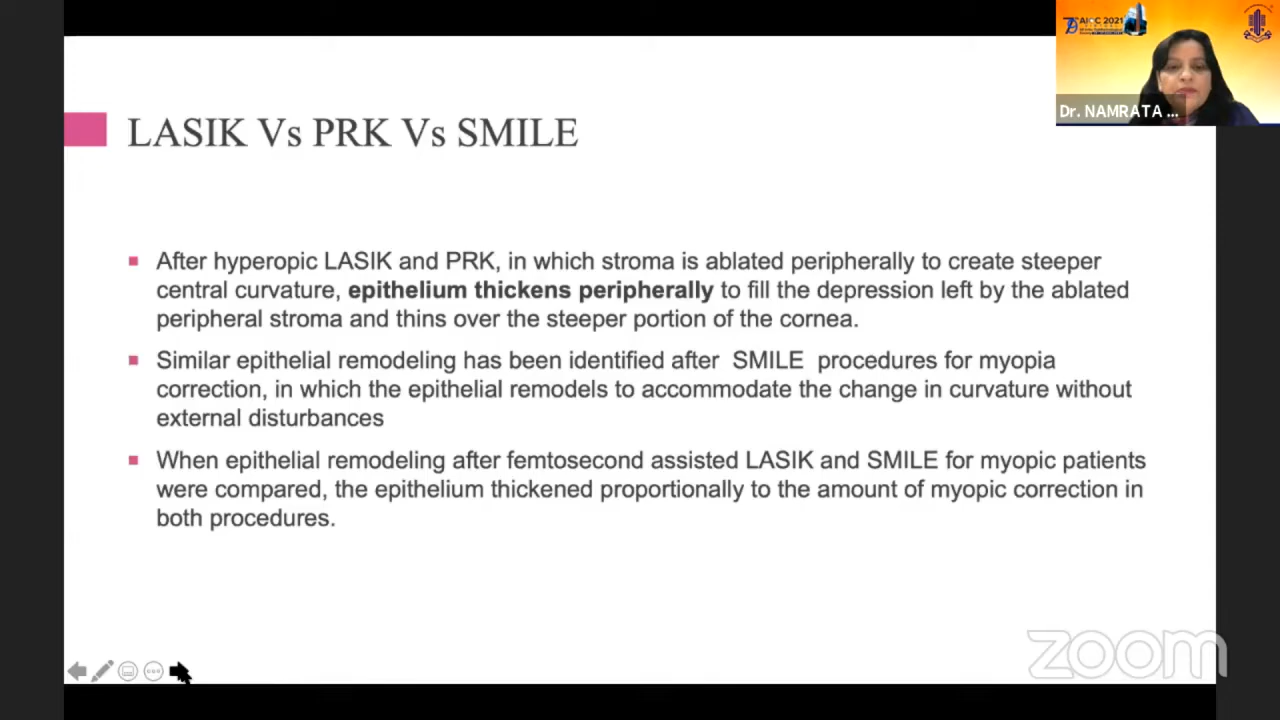 AIOC 2021
Dr. NAMRATA ...
LASIK Vs PRK Vs SMILE
After hyperopic LASIK and PRK, in which stroma is ablated peripherally to create steeper
central curvature, epithelium thickens peripherally to fill the depression left by the ablated
peripheral stroma and thins over the steeper portion of the cornea.
Similar epithelial remodeling has been identified after SMILE procedures for myopia
correction, in which the epithelial remodels to accommodate the change in curvature without
external disturbances
When epithelial remodeling after femtosecond assisted LASIK and SMILE for myopic patients
were compared, the epithelium thickened proportionally to the amount of myopic correction in
both procedures.
zoom